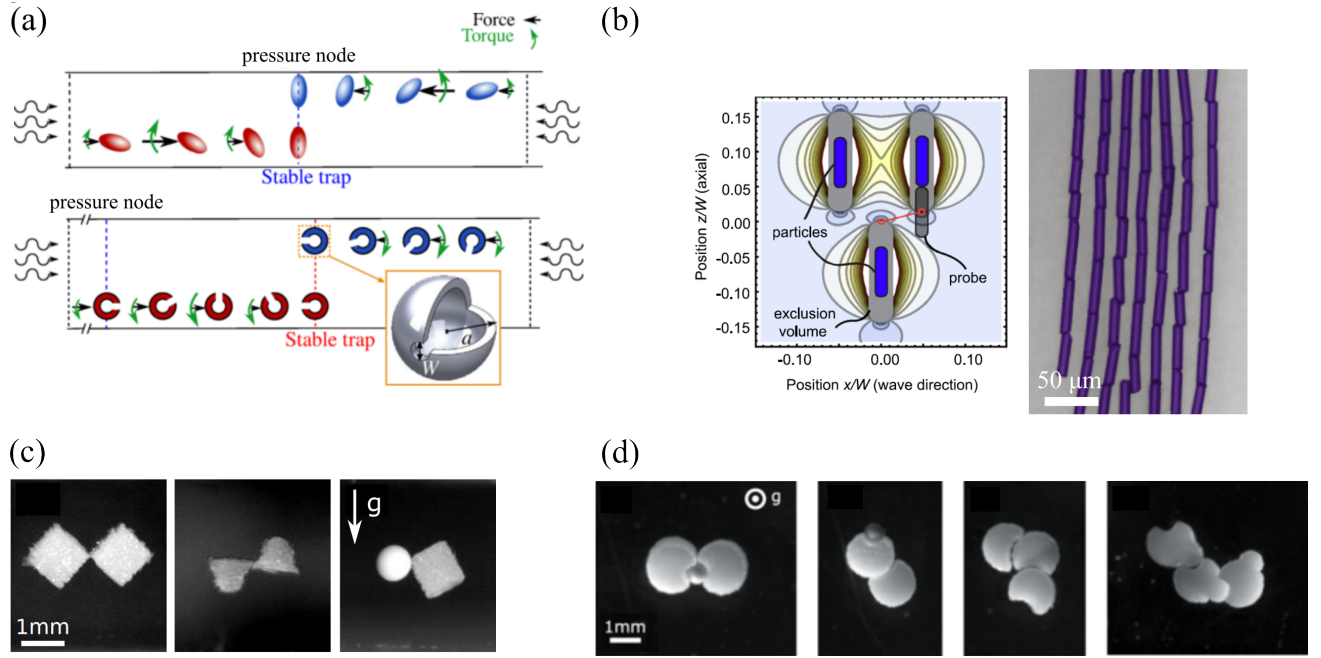 (a)
Force
Torque
pressure node
Stable trap
pressure node
Stable trap
a
W
(b)
Position z/W (axial)
0.15
0.10
0.05
0.00
-0.05
-0.10
-0.15
particles
probe
exclusion
volume
-0.10
0.00
0.10
Position x/W (wave direction)
50 μm
(c)
g
1mm
(d)
g
1mm